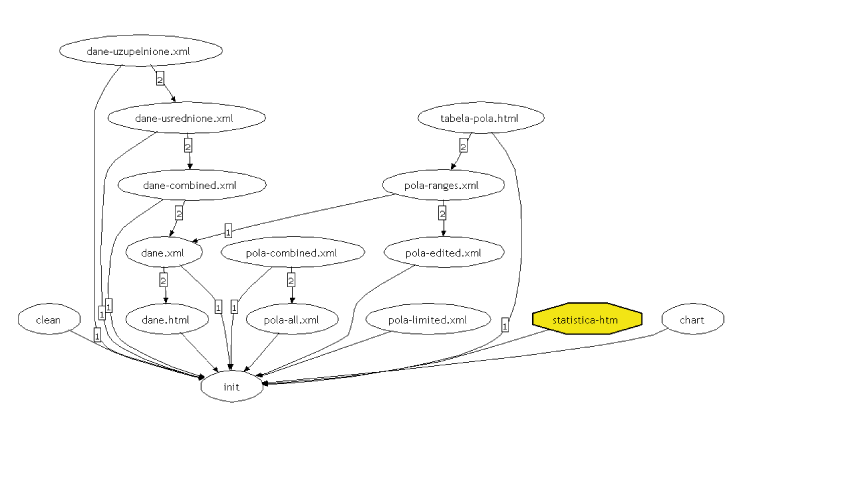 dane-uzupelnione.xml
2
dane-usrednione.xml
tabela-pola.html
2
2
dane-combined.xml
pola-ranges.xml
2
2
1
dane.xml
pola-combined.xml
pola-edited.xml
2
2
1
1
1
1
clean
dane.html
pola-all.xml
pola-limited.xml
statistica-htm
chart
1
1
init